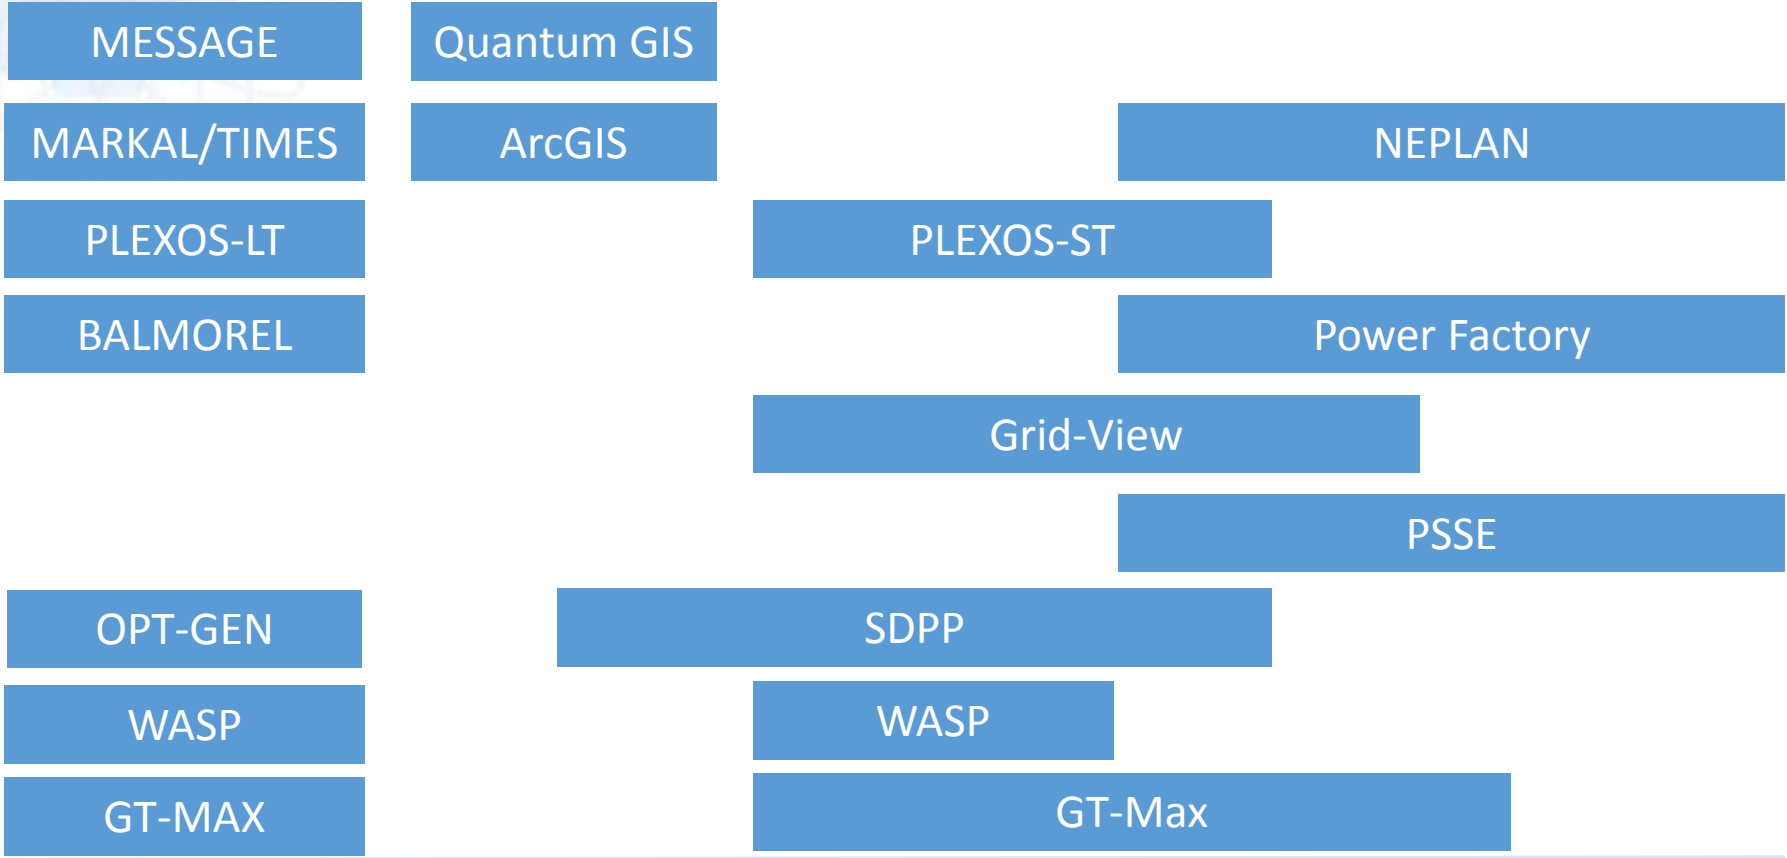 MESSAGE
Quantum GIS
MARKAL/TIMES
ArcGIS
NEPLAN
PLEXOS-LT
PLEXOS-ST
BALMOREL
Power Factory
Grid-View
PSSE
OPT-GEN
SDPP
WASP
WASP
GT-MAX
GT-Max